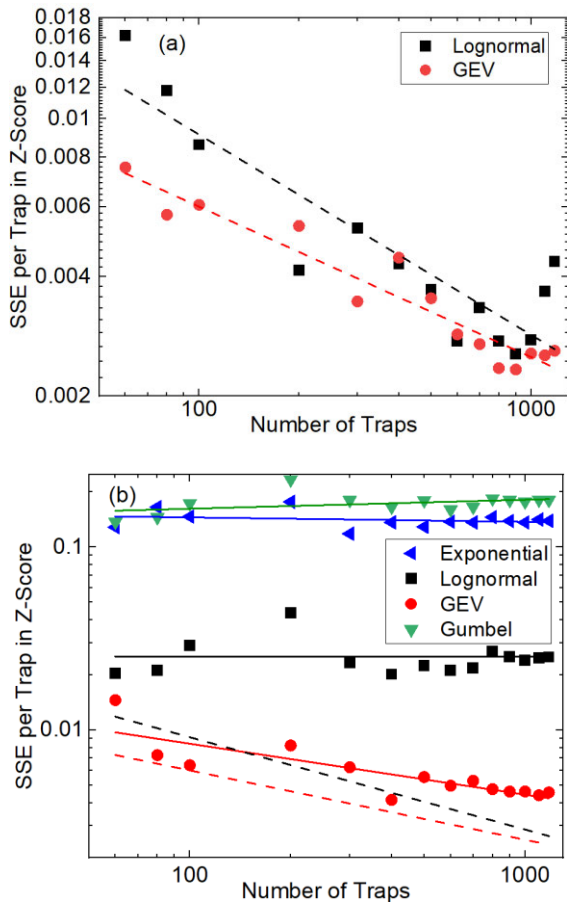 (a)
Lognormal
GEV
SSE per Trap in Z-Score
0.018
0.016
0.014
0.012
0.01
0.008
0.006
0.004
0.002
100
1000
Number of Traps
(b)
Exponential
Lognormal
GEV
Gumbel
SSE per Trap in Z-Score
0.1
0.01
100
1000
Number of Traps